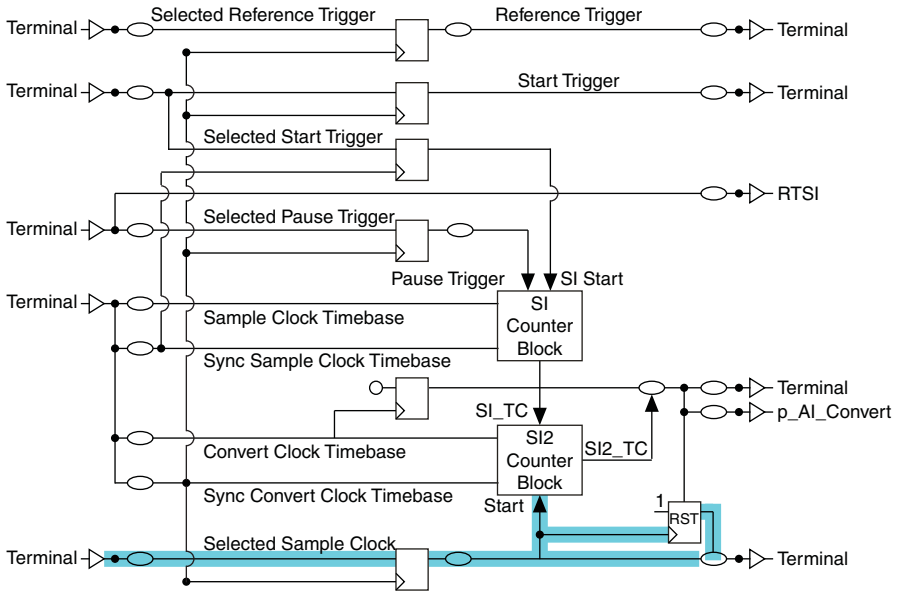 Selected Reference Trigger
Reference Trigger
Terminal
Terminal
Start Trigger
Terminal
Terminal
Selected Start Trigger
RTSI
Selected Pause Trigger
Terminal
Pause Trigger
SI Start
Terminal
SI
Counter
Block
Sample Clock Timebase
Sync Sample Clock Timebase
Terminal
SI_TC
p_AI_Convert
SI2
Counter
Block
SI2_TC
Convert Clock Timebase
Sync Convert Clock Timebase
Start
1
RST
Selected Sample Clock
Terminal
Terminal